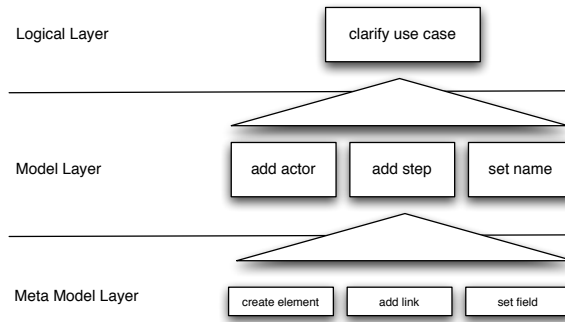 Logical Layer
clarify use case
Model Layer
add actor
add step
set name
Meta Model Layer
create element
add link
set field